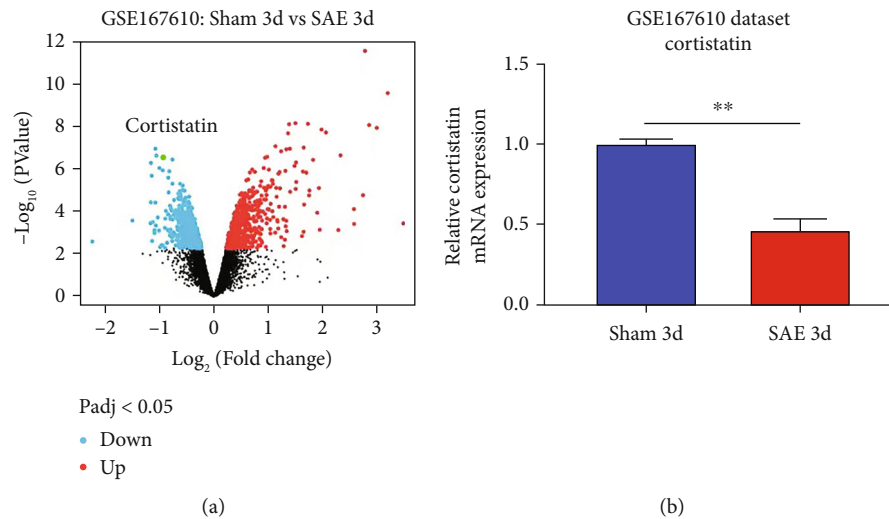 GSE167610: Sham 3d vs SAE 3d
12
10
8
6
4
2
0
−Log10 (PValue)
Cortistatin
−2 −1 0 1 2 3
Log2 (Fold change)
Padj < 0.05
Down
Up
(a)
GSE167610 dataset
cortistatin
1.5
1.0
0.5
0.0
Relative cortistatin
mRNA expression
**
Sham 3d SAE 3d
(b)